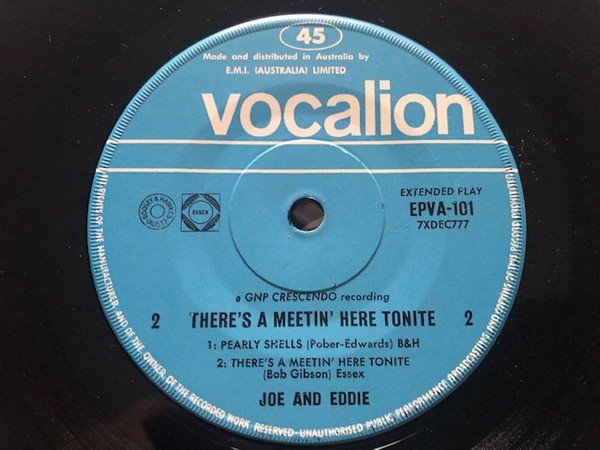 45
Made and distributed in Australia by
E.M.I. (AUSTRALIA) LIMITED
vocalion
BOOSEY & HAWKES
ESSEX
EXTENDED PLAY
EPVA-101
7XDEC777
a GNP CRESCENDO recording
2 THERE'S A MEETIN' HERE TONITE 2
1: PEARLY SHELLS (Pober-Edwards) B&H
2: THERE'S A MEETIN' HERE TONITE
(Bob Gibson) Essex
JOE AND EDDIE
ALL RIGHTS OF THE MANUFACTURER AND OF THE OWNER OF THE RECORDED WORK RESERVED-UNAUTHORISED PUBLIC PERFORMANCE BROADCASTING AND COPYING OF THIS RECORD PROHIBITED